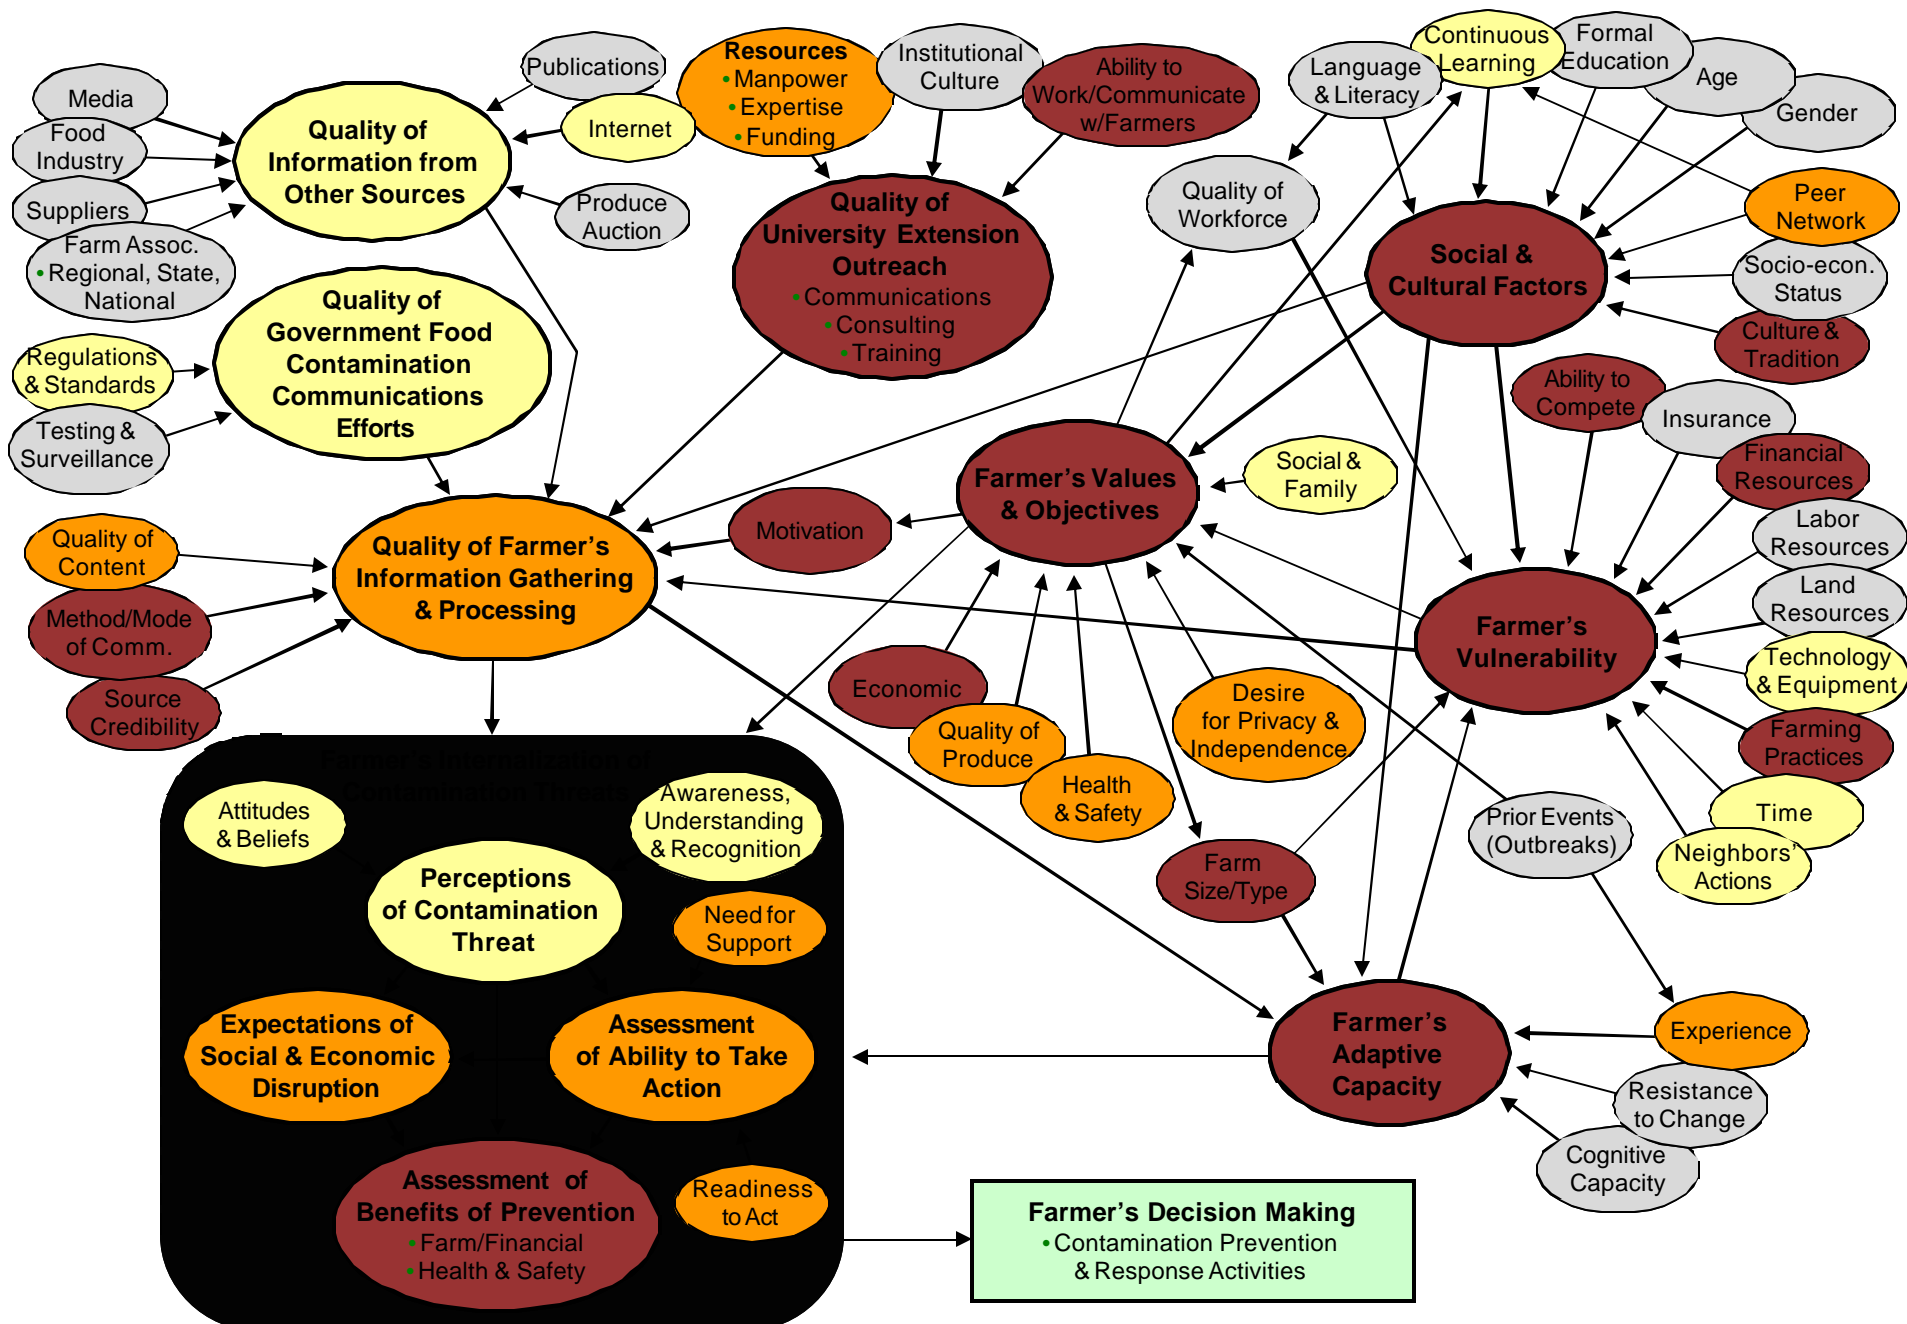 Media
Food
Industry
Suppliers
Farm Assoc.
• Regional, State,
National
Quality of
Information from
Other Sources
Publications
Internet
Produce
Auction
Resources
• Manpower
• Expertise
• Funding
Institutional
Culture
Ability to
Work/Communicate
w/Farmers
Quality of
University Extension
Outreach
• Communications
• Consulting
• Training
Language
& Literacy
Continuous
Learning
Formal
Education
Age
Gender
Quality of
Workforce
Peer
Network
Social &
Cultural Factors
Socio-econ.
Status
Culture &
Tradition
Quality of
Government Food
Contamination
Communications
Efforts
Regulations
& Standards
Testing &
Surveillance
Ability to
Compete
Insurance
Financial
Resources
Labor
Resources
Land
Resources
Technology
& Equipment
Farming
Practices
Time
Neighbors’
Actions
Farmer’s Values
& Objectives
Social &
Family
Motivation
Quality of Farmer’s
Information Gathering
& Processing
Quality of
Content
Method/Mode
of Comm.
Source
Credibility
Farmer’s
Vulnerability
Economic
Quality of
Produce
Health
& Safety
Desire
for Privacy &
Independence
Prior Events
(Outbreaks)
Farm
Size/Type
Farmer’s Internalization of
Contamination Threats
Attitudes
& Beliefs
Awareness,
Understanding
& Recognition
Perceptions
of Contamination
Threat
Need for
Support
Expectations of
Social & Economic
Disruption
Assessment
of Ability to Take
Action
Assessment of
Benefits of Prevention
• Farm/Financial
• Health & Safety
Readiness
to Act
Farmer’s
Adaptive
Capacity
Experience
Resistance
to Change
Cognitive
Capacity
Farmer’s Decision Making
• Contamination Prevention
& Response Activities